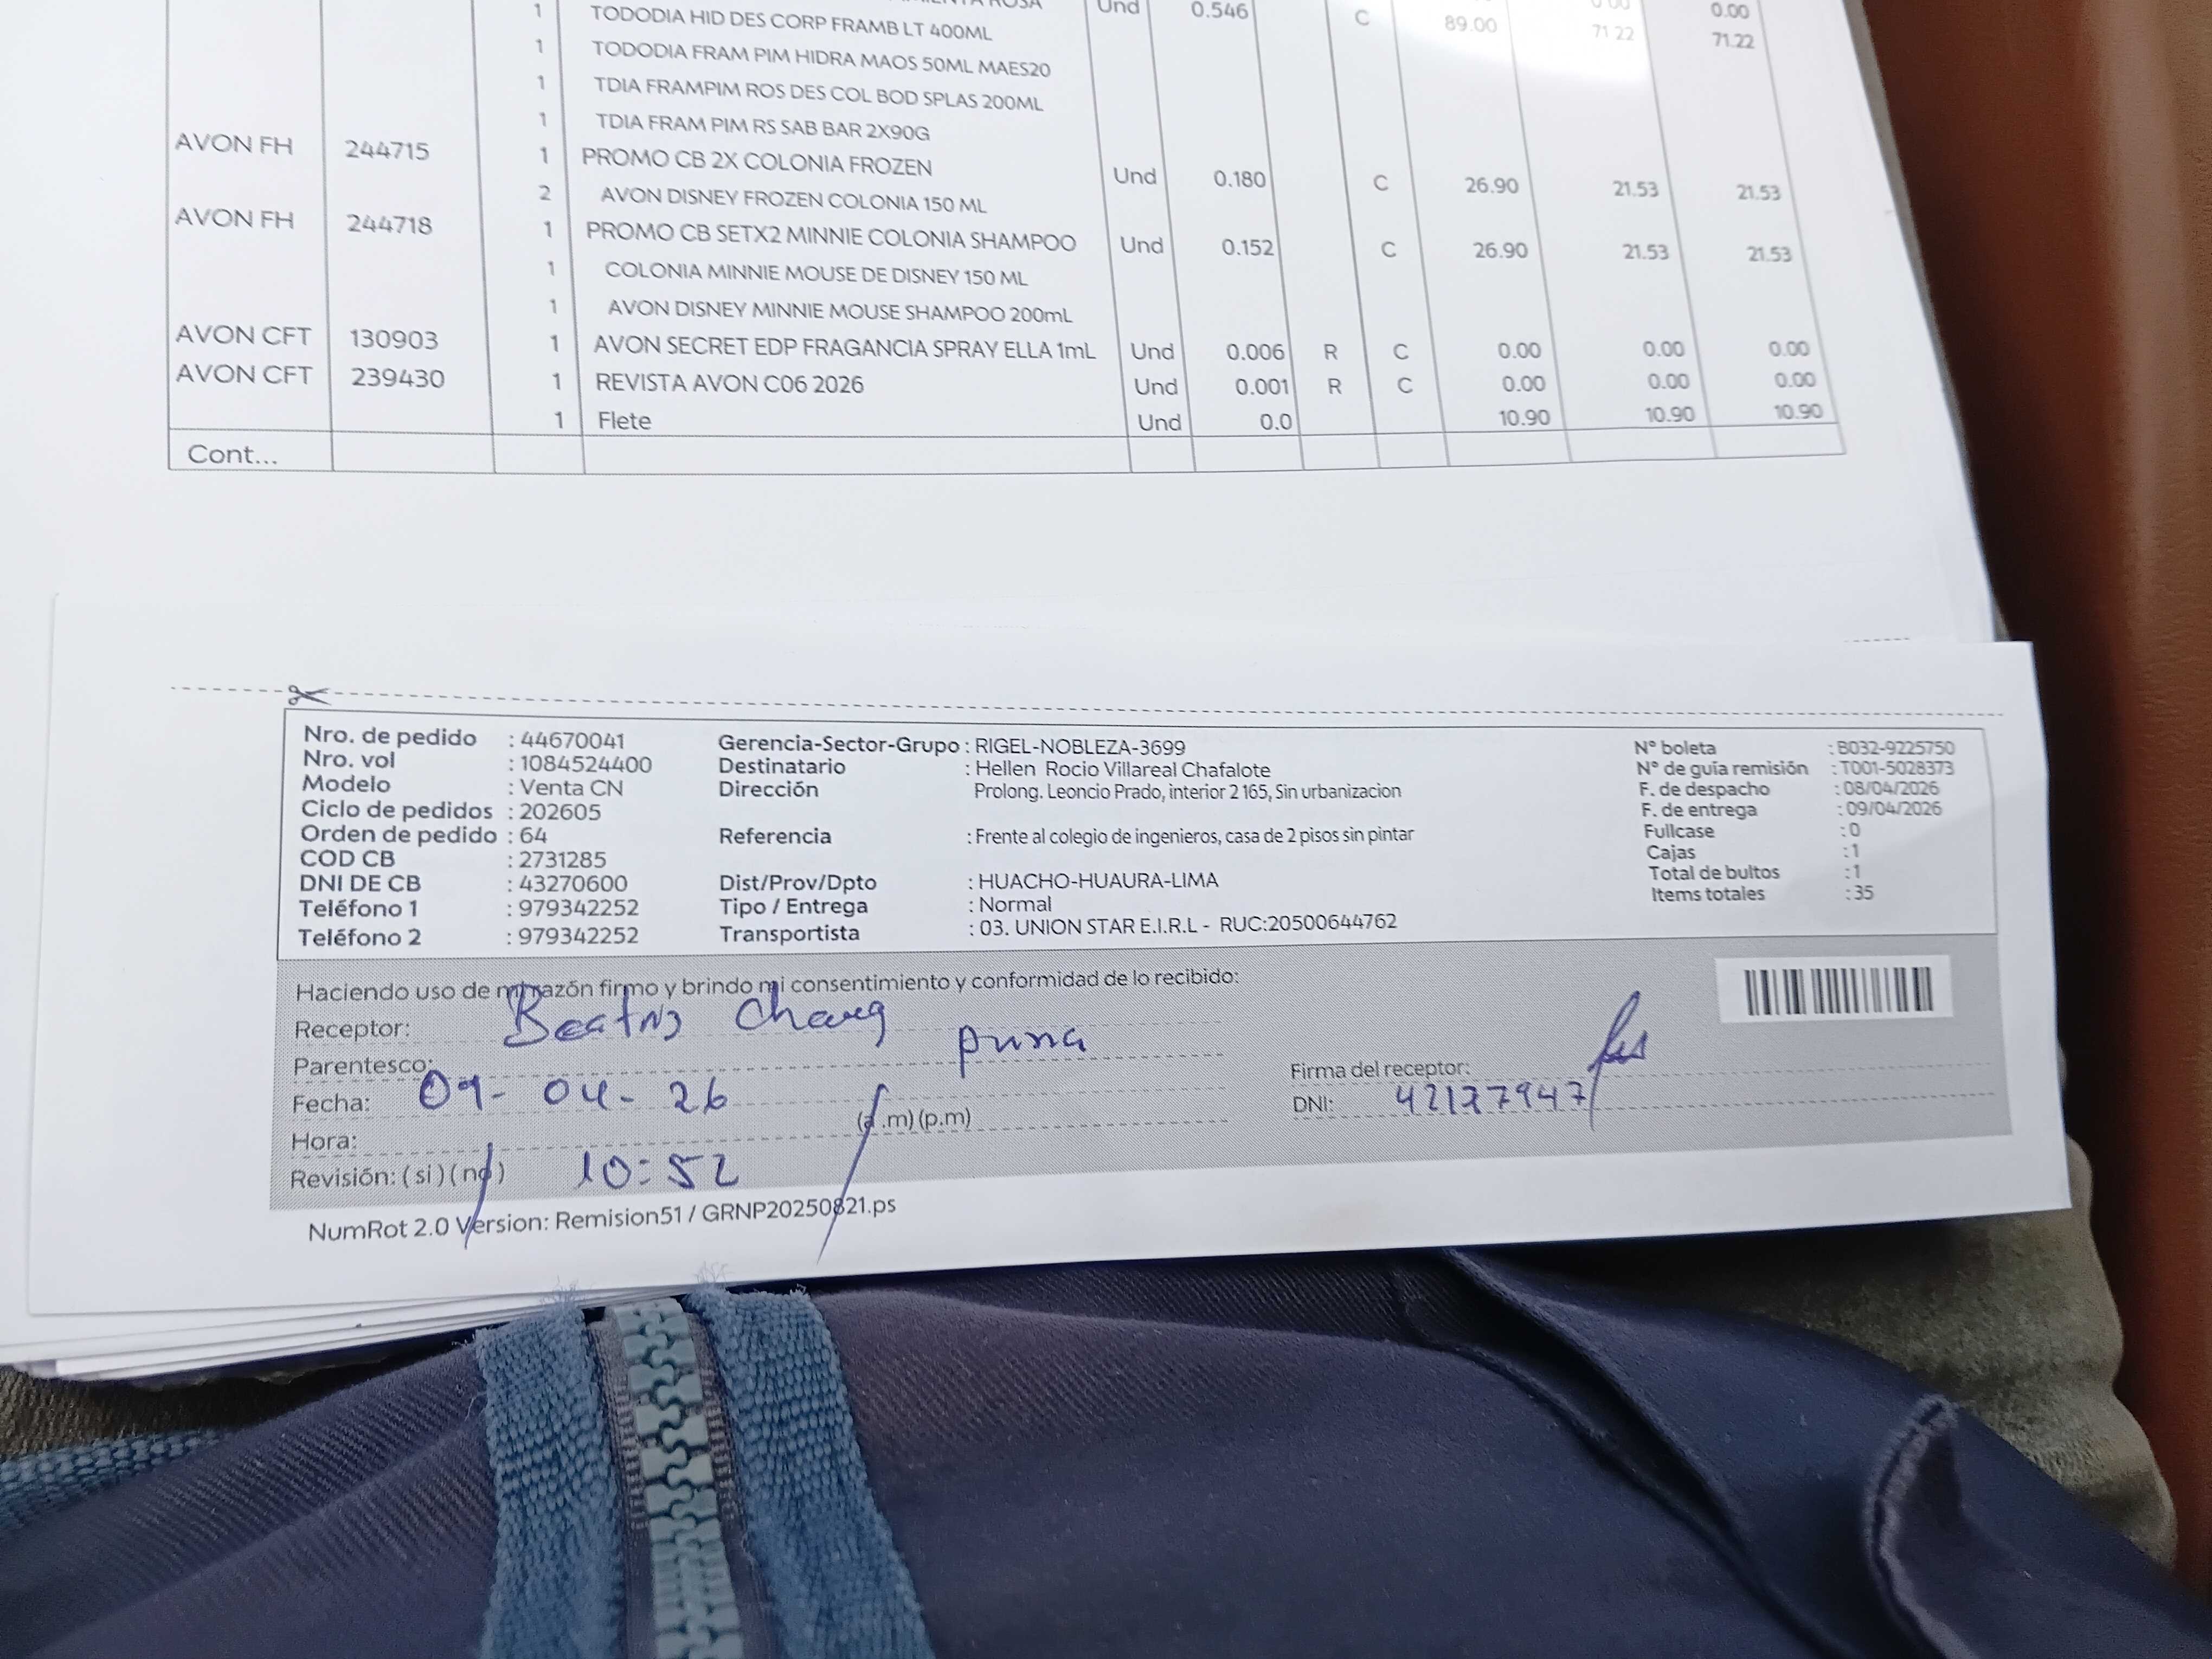 ROSA Und 0.546 C 89.00 71.22 0.00
1 TODODIA HID DES CORP FRAMB LT 400ML 71.22
1 TODODIA FRAM PIM HIDRA MAOS 50ML MAES20
1 TDIA FRAMPIM ROS DES COL BOD SPLAS 200ML
1 TDIA FRAM PIM RS SAB BAR 2X90G
AVON FH 244715 1 PROMO CB 2X COLONIA FROZEN Und 0.180 C 26.90 21.53 21.53
2 AVON DISNEY FROZEN COLONIA 150 ML
AVON FH 244718 1 PROMO CB SETX2 MINNIE COLONIA SHAMPOO Und 0.152 C 26.90 21.53 21.53
1 COLONIA MINNIE MOUSE DE DISNEY 150 ML
1 AVON DISNEY MINNIE MOUSE SHAMPOO 200mL
AVON CFT 130903 1 AVON SECRET EDP FRAGANCIA SPRAY ELLA 1mL Und 0.006 R C 0.00 0.00 0.00
AVON CFT 239430 1 REVISTA AVON C06 2026 Und 0.001 R C 0.00 0.00 0.00
1 Flete Und 0.0 10.90 10.90 10.90
Cont...
Nro. de pedido : 44670041 Gerencia-Sector-Grupo : RIGEL-NOBLEZA-3699 N° boleta : B032-9225750
Nro. vol : 1084524400 Destinatario : Hellen Rocio Villareal Chafalote N° de guía remisión : T001-5028373
Modelo : Venta CN Dirección Prolong. Leoncio Prado, interior 2 165, Sin urbanizacion F. de despacho : 08/04/2026
Ciclo de pedidos : 202605 F. de entrega : 09/04/2026
Orden de pedido : 64 Referencia : Frente al colegio de ingenieros, casa de 2 pisos sin pintar Fullcase : 0
COD CB : 2731285 Cajas : 1
DNI DE CB : 43270600 Dist/Prov/Dpto : HUACHO-HUAURA-LIMA Total de bultos : 1
Teléfono 1 : 979342252 Tipo / Entrega : Normal Items totales : 35
Teléfono 2 : 979342252 Transportista : 03. UNION STAR E.I.R.L - RUC:20500644762
Haciendo uso de mi razón firmo y brindo mi consentimiento y conformidad de lo recibido:
Receptor: Beatriz Chang
Parentesco: prima Firma del receptor:
Fecha: 09-04-26 DNI: 42177947
Hora: (a.m) (p.m)
Revisión: ( si ) ( no ) 10:52
NumRot 2.0 Version: Remision51 / GRNP20250821.ps